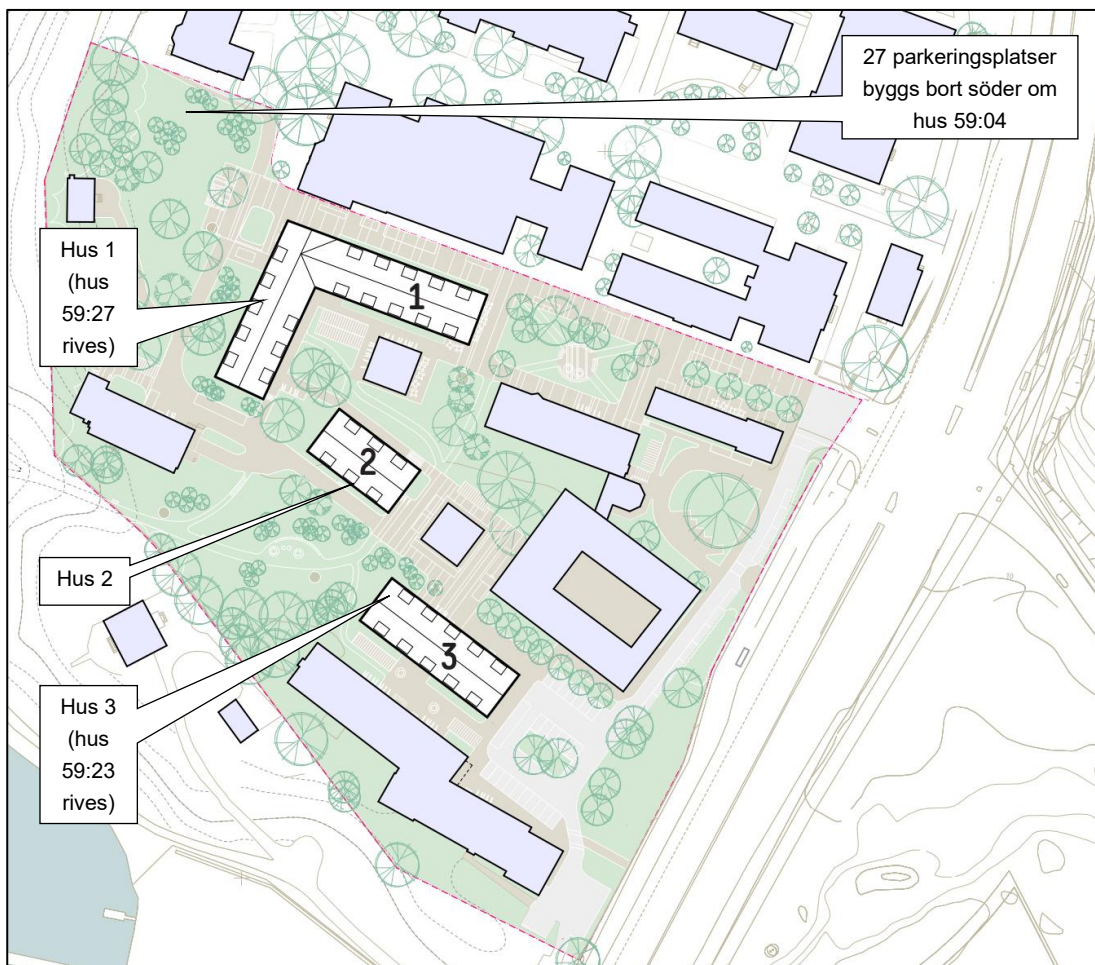 27 parkeringsplatser
byggs bort söder om
hus 59:04
Hus 1
(hus
59:27
rives)
1
2
Hus 2
3
Hus 3
(hus
59:23
rives)